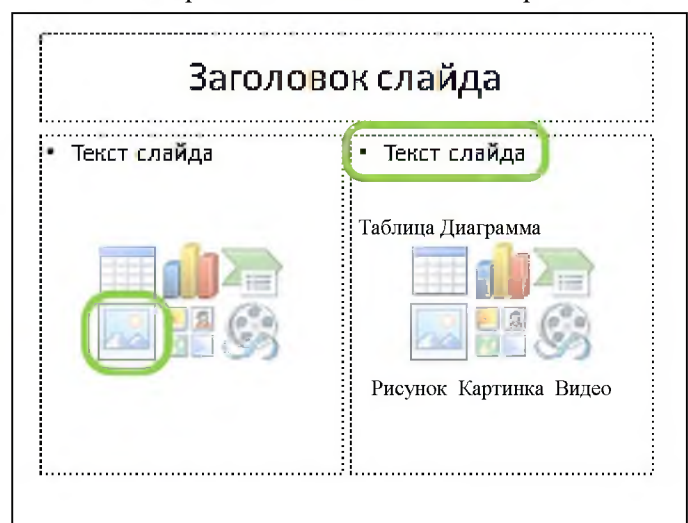 Заголовок слайда
• Текст слайда
• Текст слайда
Таблица Диаграмма
Рисунок Картинка Видео